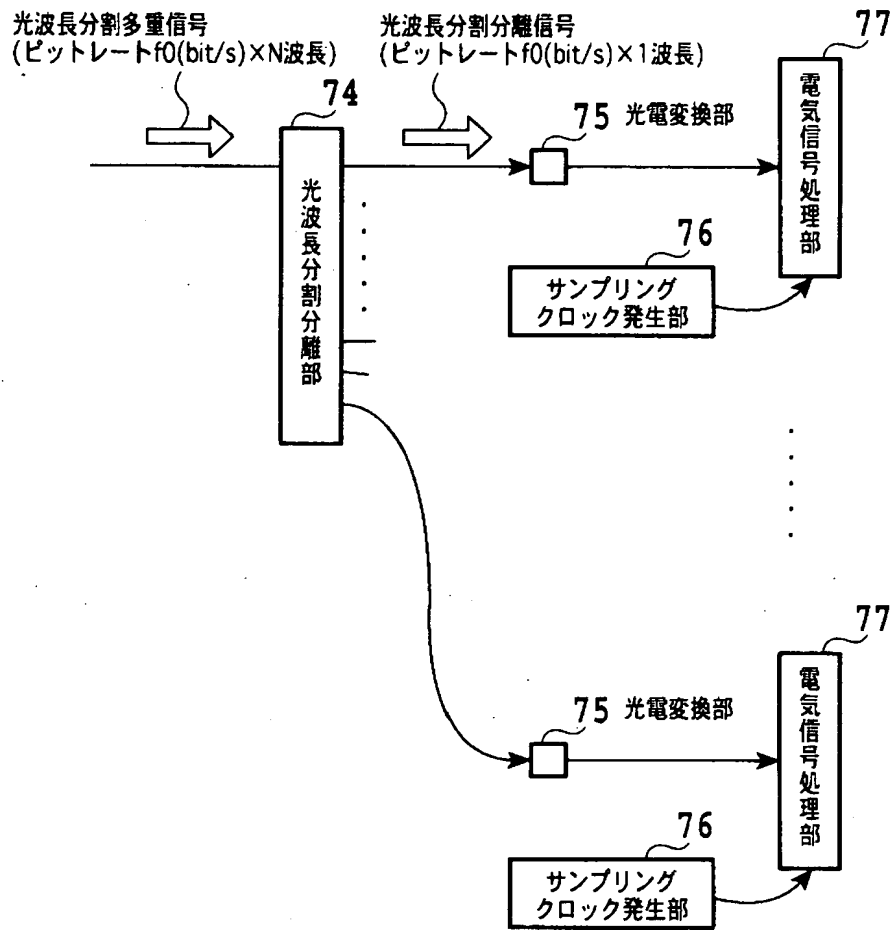 光波長分割多重信号
(ビットレートf0(bit/s)×N波長)
光波長分割分離信号
(ビットレートf0(bit/s)×1波長)
74
光波長分割分離部
75 光電変換部
77
電気信号処理部
76
サンプリング
クロック発生部
75 光電変換部
77
電気信号処理部
76
サンプリング
クロック発生部